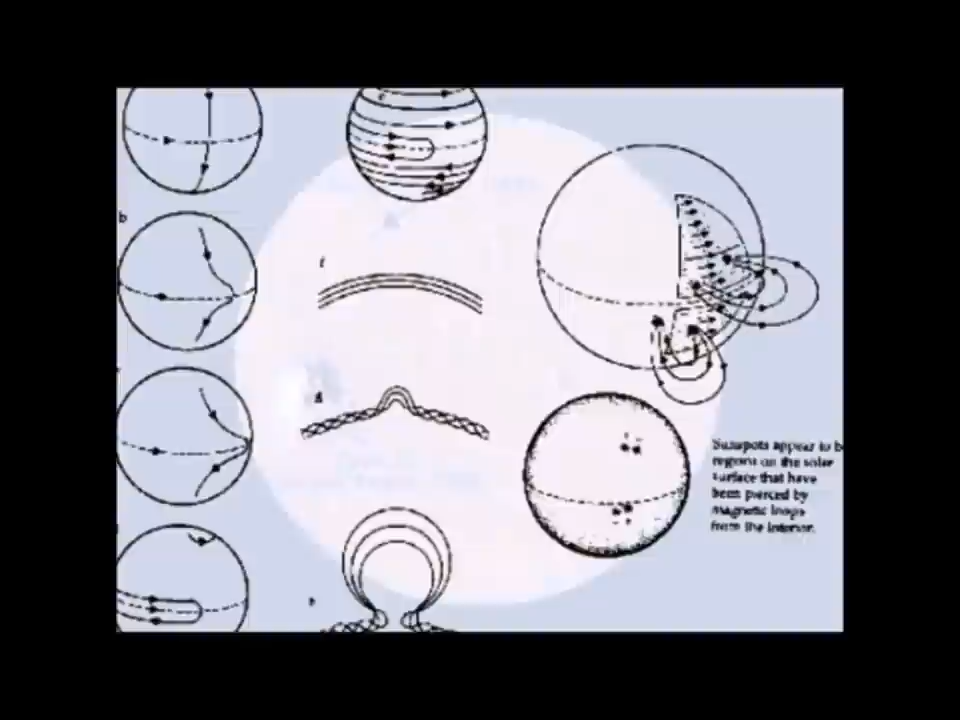 b
f
g
Sunspots appear to b
regions on the solar
surface that have
been pierced by
magnetic loops
from the interior.